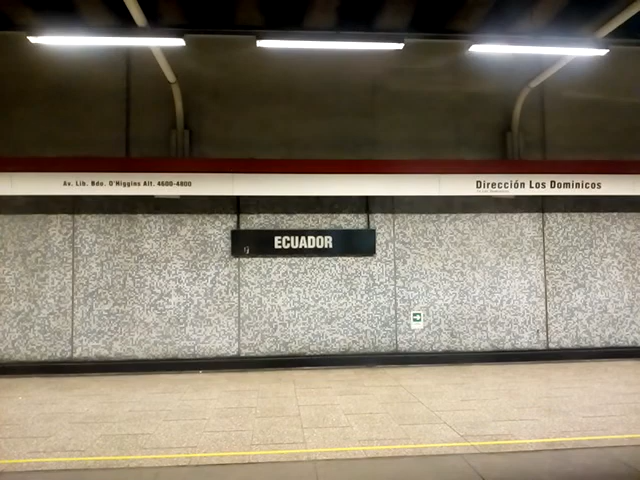 Av. Lib. Bdo. O'Higgins Alt. 4600-4800
Dirección Los Dominicos
ECUADOR